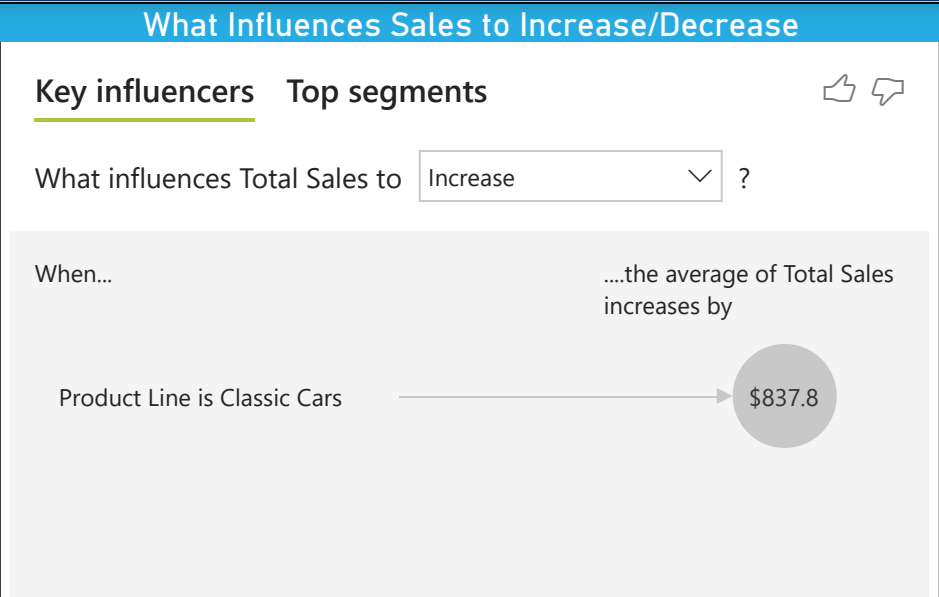 What Influences Sales to Increase/Decrease
Key influencers Top segments
What influences Total Sales to Increase ?
When...
....the average of Total Sales
increases by
Product Line is Classic Cars $837.8